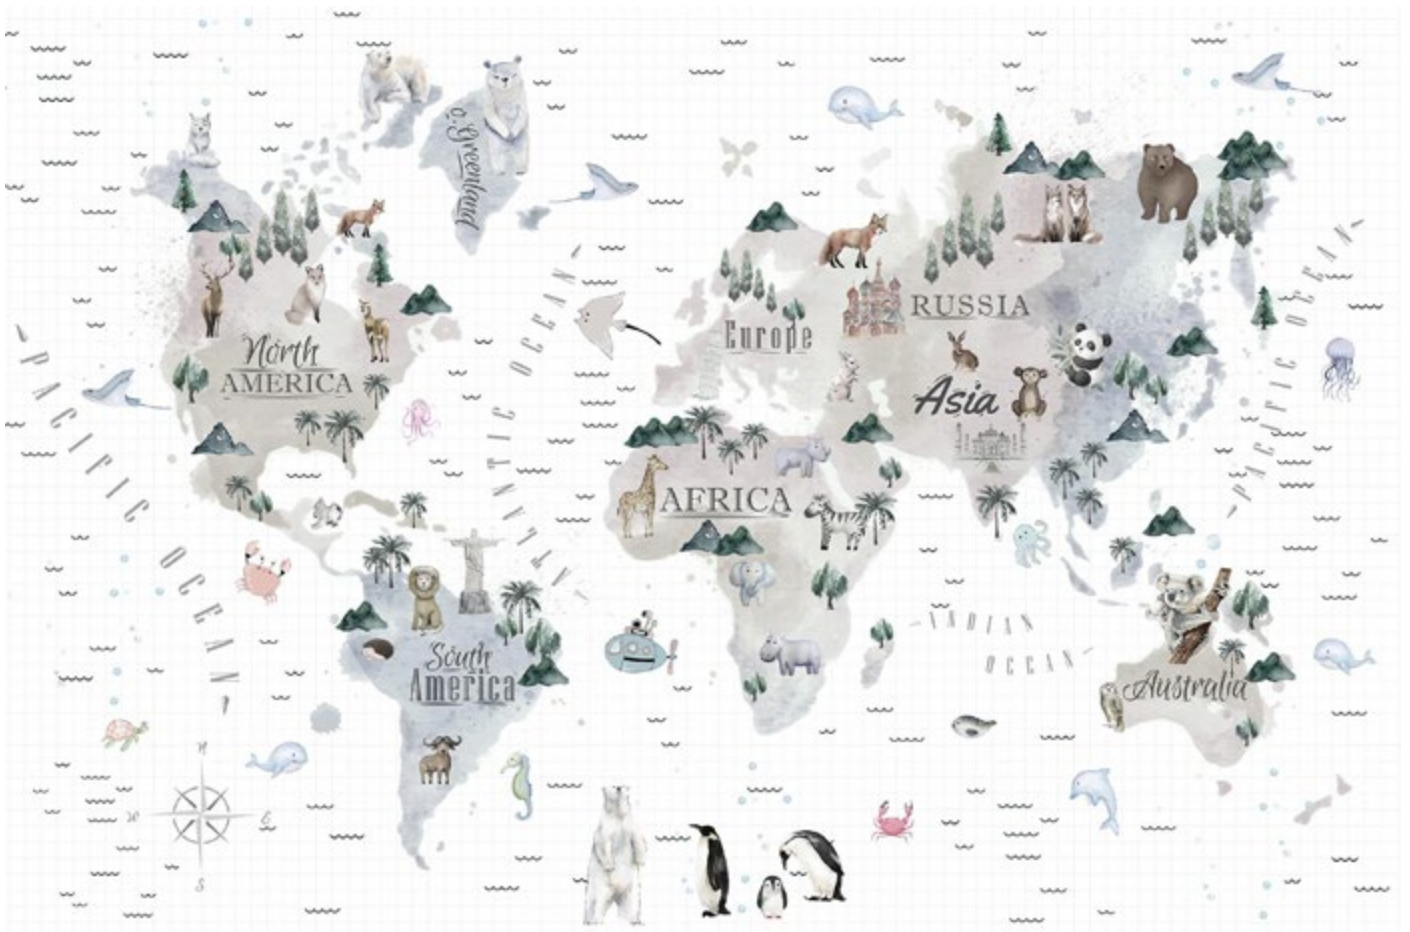 o.Greenland
North
AMERICA
PACIFIC OCEAN
ATLANTIC OCEAN
Europe
RUSSIA
Asia
AFRICA
PACIFIC OCEAN
South
America
INDIAN
OCEAN
Australia
N
W
E
S